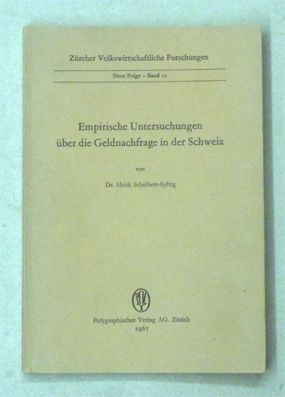 Zürcher Volkswirtschaftliche Forschungen
Neue Folge – Band 12
Empirische Untersuchungen
über die Geldnachfrage in der Schweiz
von
Dr. Heidi Schelbert-Syfrig
Polygraphischer Verlag AG. Zürich
1967